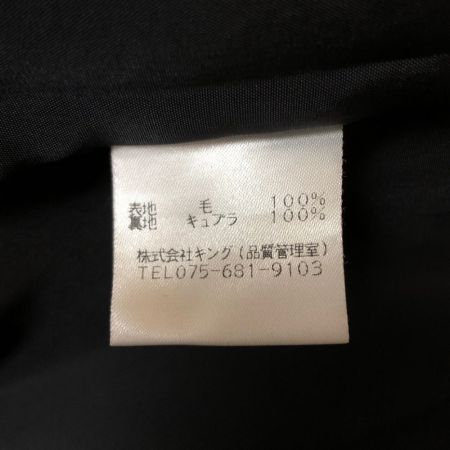 表地 毛 100%
裏地 キュプラ 100%
株式会社キング(品質管理室)
TEL075-681-9103